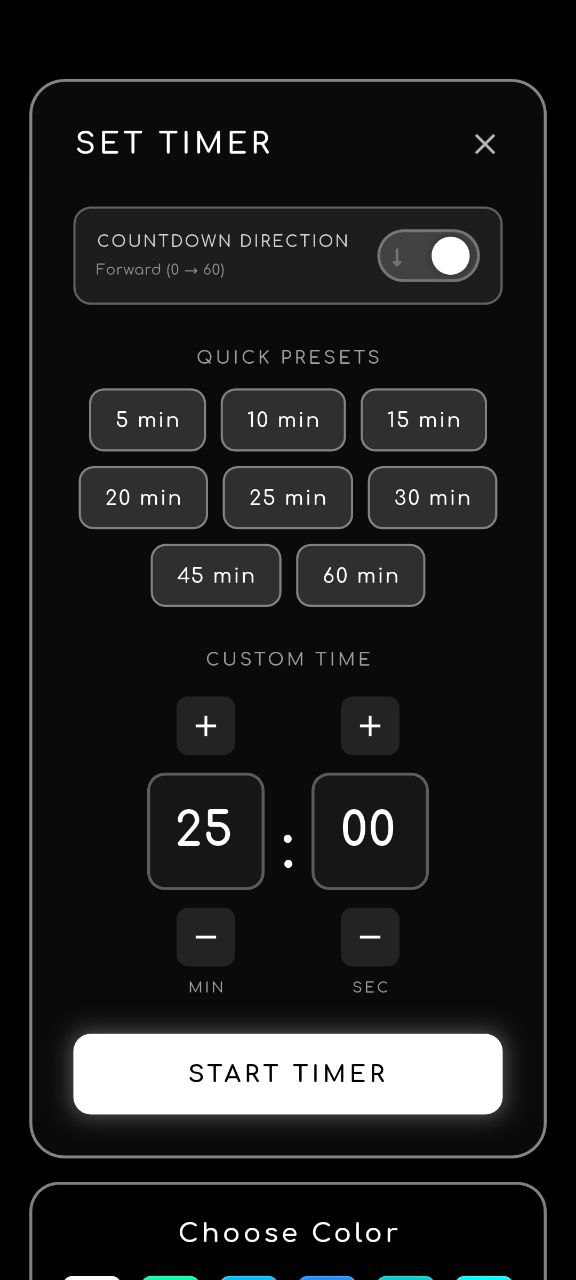 SET TIMER
COUNTDOWN DIRECTION
Forward (0 → 60)
QUICK PRESETS
5 min 10 min 15 min
20 min 25 min 30 min
45 min 60 min
CUSTOM TIME
+ +
25 : 00
− −
MIN SEC
START TIMER
Choose Color